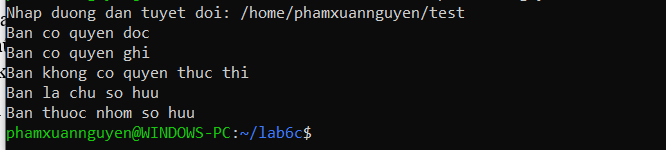 Nhap duong dan tuyet doi: /home/phamxuannguyen/test
Ban co quyen doc
Ban co quyen ghi
Ban khong co quyen thuc thi
Ban la chu so huu
Ban thuoc nhom so huu
phamxuannguyen@WINDOWS-PC:~/lab6c$